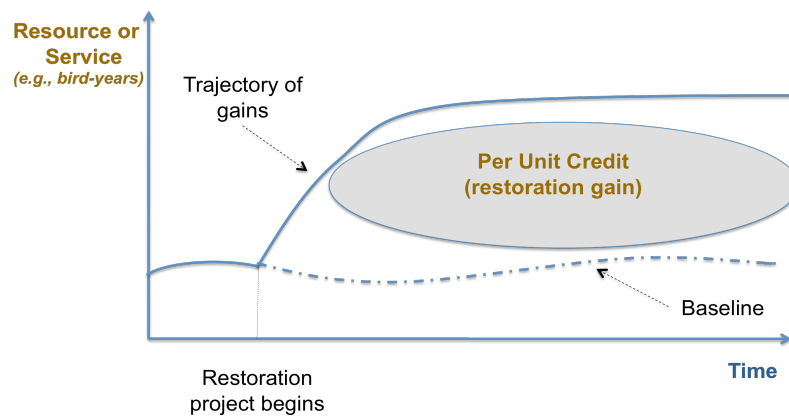 Resource or
Service
(e.g., bird-years)
Trajectory of
gains
Per Unit Credit
(restoration gain)
Baseline
Time
Restoration
project begins